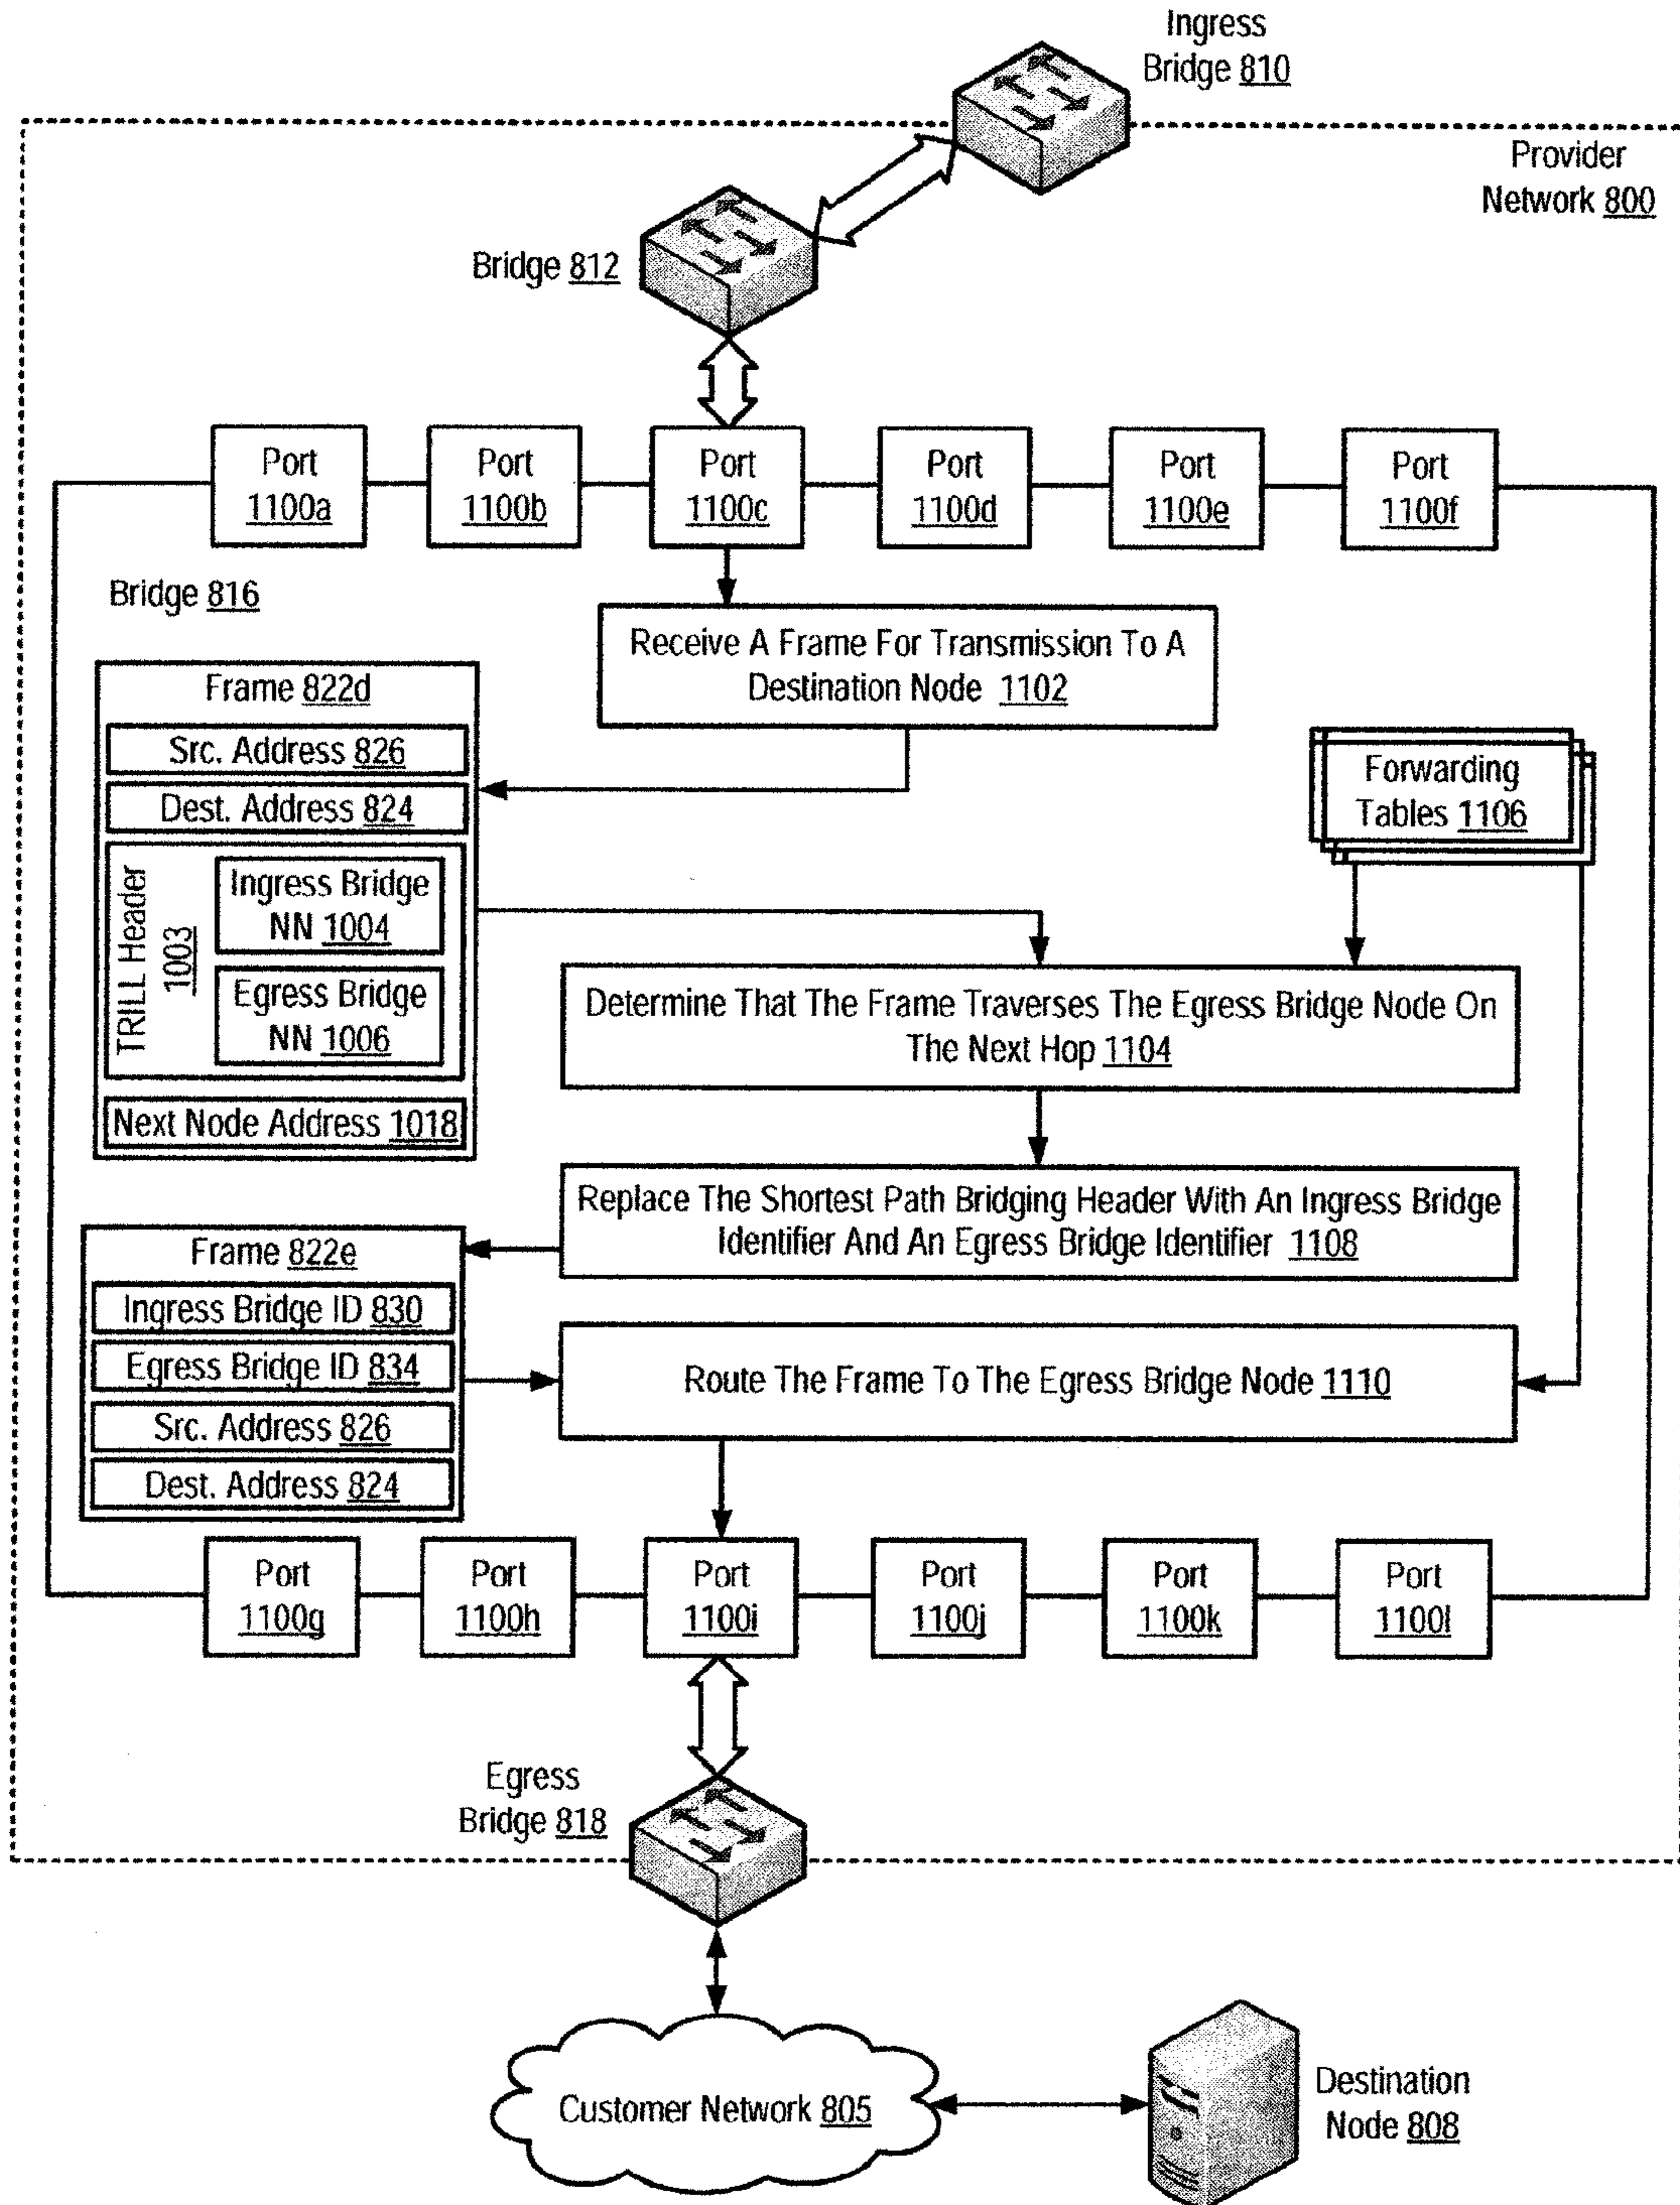 Ingress
Bridge 810
Provider
Network 800
Bridge 812
Port
1100a
Port
1100b
Port
1100c
Port
1100d
Port
1100e
Port
1100f
Bridge 816
Receive A Frame For Transmission To A
Destination Node 1102
Frame 822d
Src. Address 826
Dest. Address 824
TRILL Header
1003
Ingress Bridge
NN 1004
Egress Bridge
NN 1006
Next Node Address 1018
Forwarding
Tables 1106
Determine That The Frame Traverses The Egress Bridge Node On
The Next Hop 1104
Replace The Shortest Path Bridging Header With An Ingress Bridge
Identifier And An Egress Bridge Identifier 1108
Frame 822e
Ingress Bridge ID 830
Egress Bridge ID 834
Src. Address 826
Dest. Address 824
Route The Frame To The Egress Bridge Node 1110
Port
1100g
Port
1100h
Port
1100i
Port
1100j
Port
1100k
Port
1100l
Egress
Bridge 818
Customer Network 805
Destination
Node 808